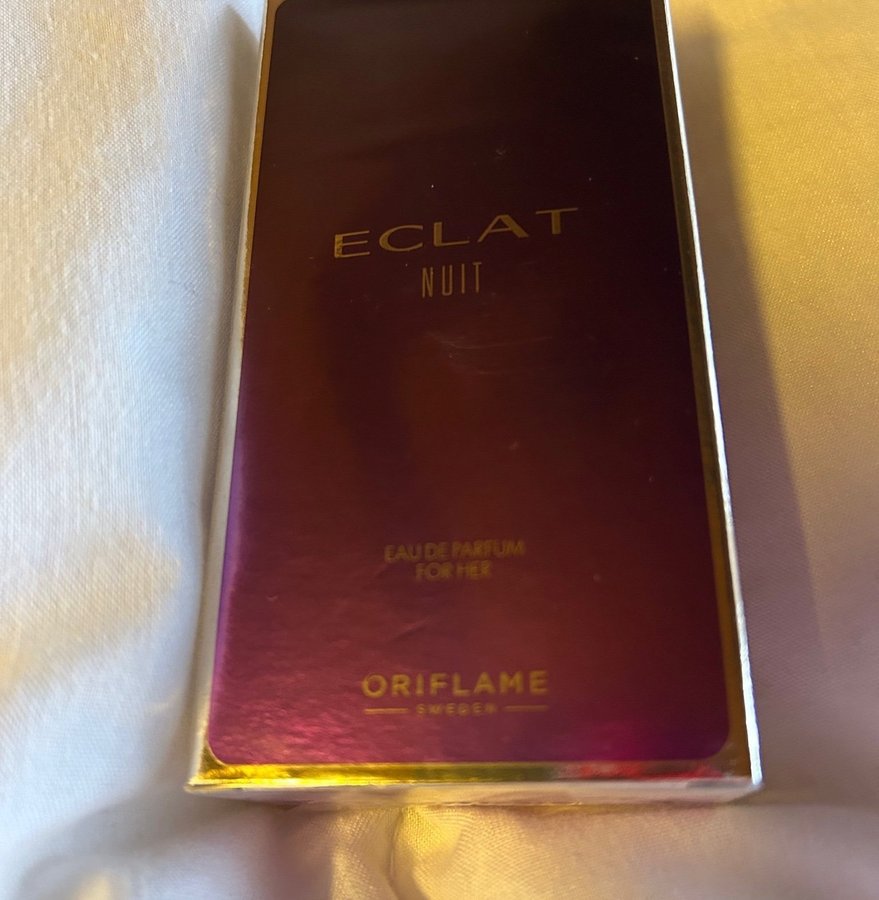 ECLAT
NUIT
EAU DE PARFUM
FOR HER
ORIFLAME
SWEDEN